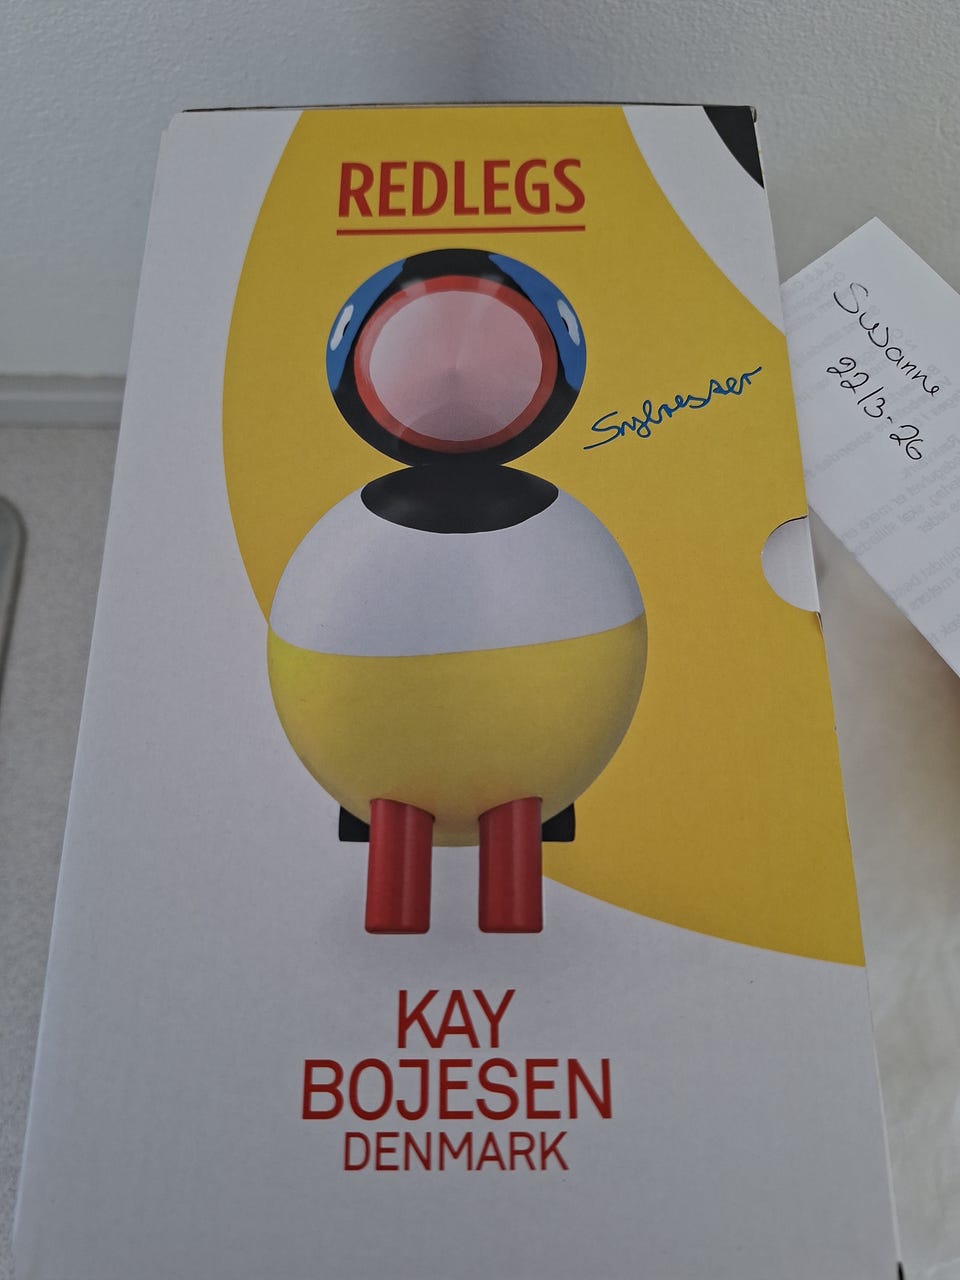 REDLEGS
Sylvester
KAY
BOJESEN
DENMARK
Susanne
22/3-26